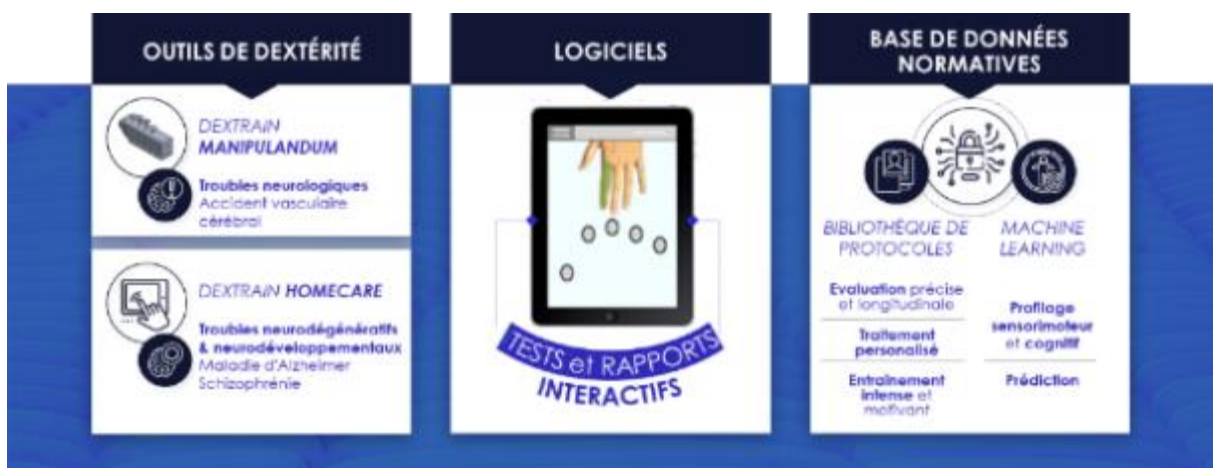 OUTILS DE DEXTÉRITÉ
DEXTRAIN
MANIPULANDUM
Troubles neurologiques
Accident vasculaire
cérébral
DEXTRAIN HOMECARE
Troubles neurodégénératifs
& neurodéveloppementaux
Maladie d'Alzheimer
Schizophrénie
LOGICIELS
TESTS et RAPPORTS
INTERACTIFS
BASE DE DONNÉES
NORMATIVES
BIBLIOTHÈQUE DE
PROTOCOLES
Evaluation précise
et longitudinale
Traitement
personalisé
Entraînement
intense et
motivant
MACHINE
LEARNING
Profilage
sensorimoteur
et cognitif
Prédiction